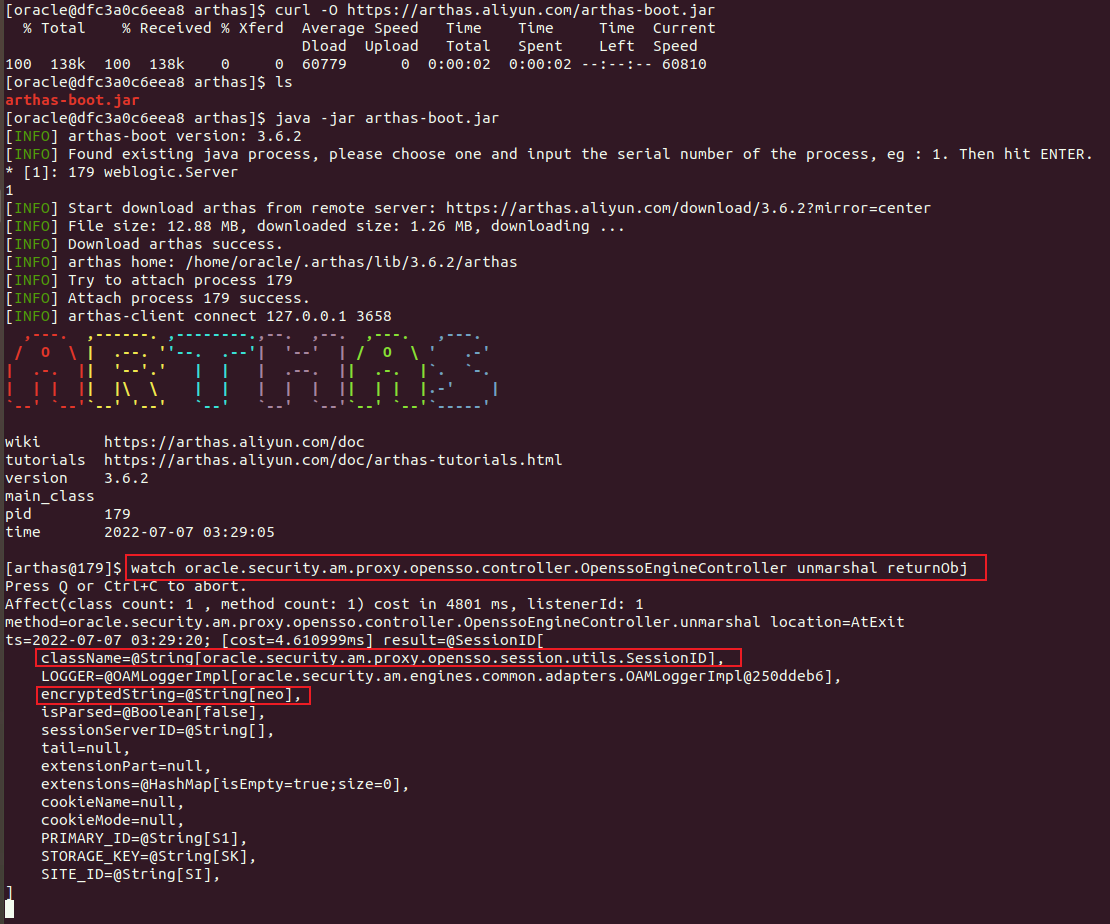 [oracle@dfc3a0c6eea8 arthas]$ curl -O https://arthas.aliyun.com/arthas-boot.jar
  % Total    % Received % Xferd  Average Speed   Time    Time     Time  Current
                                 Dload  Upload   Total   Spent    Left  Speed
100  138k  100  138k    0     0  60779      0  0:00:02  0:00:02 --:--:-- 60810
[oracle@dfc3a0c6eea8 arthas]$ ls
arthas-boot.jar
[oracle@dfc3a0c6eea8 arthas]$ java -jar arthas-boot.jar
[INFO] arthas-boot version: 3.6.2
[INFO] Found existing java process, please choose one and input the serial number of the process, eg : 1. Then hit ENTER.
* [1]: 179 weblogic.Server
1
[INFO] Start download arthas from remote server: https://arthas.aliyun.com/download/3.6.2?mirror=center
[INFO] File size: 12.88 MB, downloaded size: 1.26 MB, downloading ...
[INFO] Download arthas success.
[INFO] arthas home: /home/oracle/.arthas/lib/3.6.2/arthas
[INFO] Try to attach process 179
[INFO] Attach process 179 success.
[INFO] arthas-client connect 127.0.0.1 3658
ARTHAS
wiki       https://arthas.aliyun.com/doc
tutorials  https://arthas.aliyun.com/doc/arthas-tutorials.html
version    3.6.2
main_class
pid        179
time       2022-07-07 03:29:05
[arthas@179]$ watch oracle.security.am.proxy.opensso.controller.OpenssoEngineController unmarshal returnObj
Press Q or Ctrl+C to abort.
Affect(class count: 1 , method count: 1) cost in 4801 ms, listenerId: 1
method=oracle.security.am.proxy.opensso.controller.OpenssoEngineController.unmarshal location=AtExit
ts=2022-07-07 03:29:20; [cost=4.610999ms] result=@SessionID[
    className=@String[oracle.security.am.proxy.opensso.session.utils.SessionID],
    LOGGER=@OAMLoggerImpl[oracle.security.am.engines.common.adapters.OAMLoggerImpl@250ddeb6],
    encryptedString=@String[neo],
    isParsed=@Boolean[false],
    sessionServerID=@String[],
    tail=null,
    extensionPart=null,
    extensions=@HashMap[isEmpty=true;size=0],
    cookieName=null,
    cookieMode=null,
    PRIMARY_ID=@String[S1],
    STORAGE_KEY=@String[SK],
    SITE_ID=@String[SI],
]